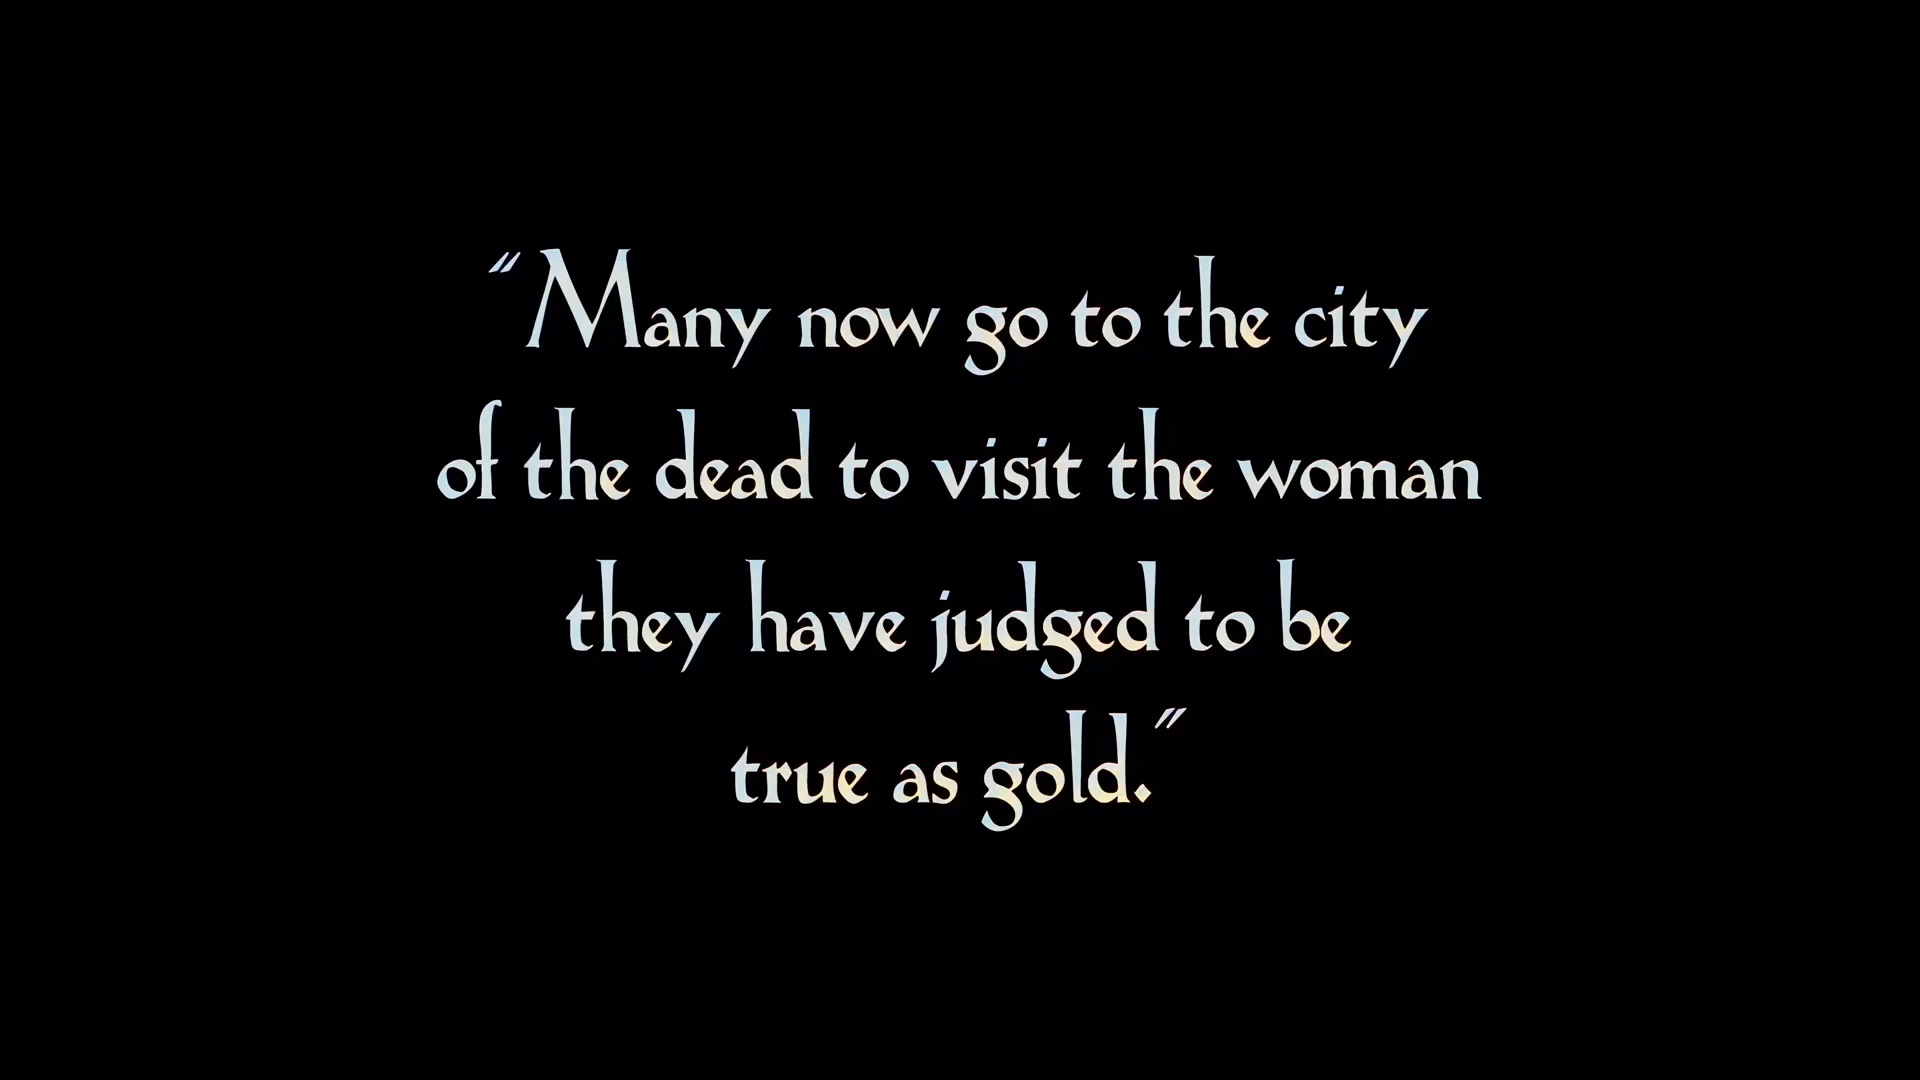 "Many now go to the city
of the dead to visit the woman
they have judged to be
true as gold."